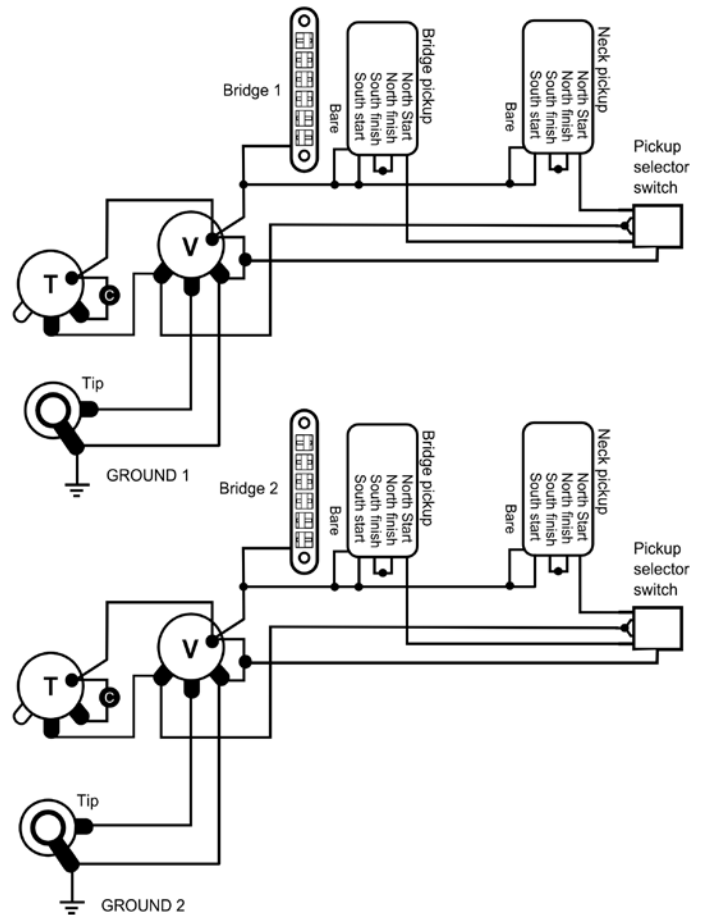 Bridge 1
Bare
South start
South finish
North finish
North Start
Bridge pickup
Bare
South start
South finish
North finish
North Start
Neck pickup
Pickup
selector
switch
V
T
C
Tip
GROUND 1
Bridge 2
Bare
South start
South finish
North finish
North Start
Bridge pickup
Bare
South start
South finish
North finish
North Start
Neck pickup
Pickup
selector
switch
V
T
C
Tip
GROUND 2